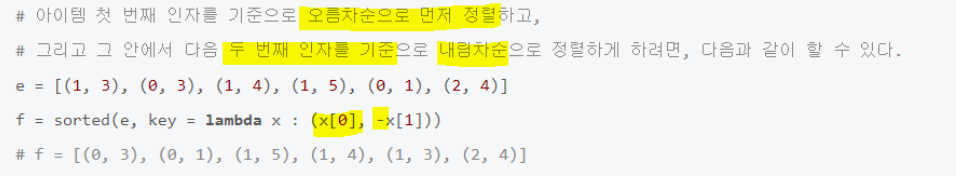 # 아이템 첫 번째 인자를 기준으로 오름차순으로 먼저 정렬하고,
# 그리고 그 안에서 다음 두 번째 인자를 기준으로 내림차순으로 정렬하게 하려면, 다음과 같이 할 수 있다.
e = [(1, 3), (0, 3), (1, 4), (1, 5), (0, 1), (2, 4)]
f = sorted(e, key = lambda x : (x[0], -x[1]))
# f = [(0, 3), (0, 1), (1, 5), (1, 4), (1, 3), (2, 4)]